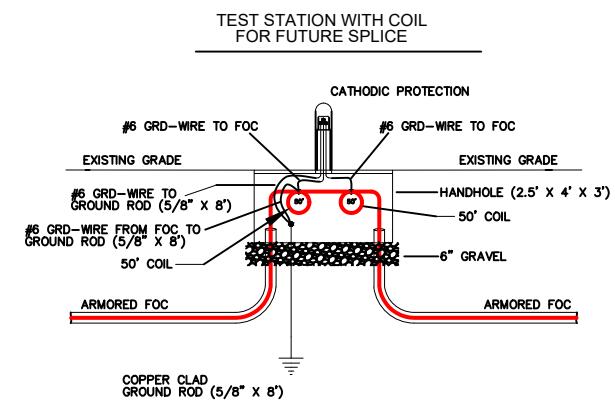 TEST STATION WITH COIL
FOR FUTURE SPLICE
CATHODIC PROTECTION
#6 GRD-WIRE TO FOC
#6 GRD-WIRE TO FOC
EXISTING GRADE
EXISTING GRADE
#6 GRD-WIRE TO
GROUND ROD (5/8" X 8')
HANDHOLE (2.5' X 4' X 3')
50'
50'
50' COIL
#6 GRD-WIRE FROM FOC TO
GROUND ROD (5/8" X 8')
50' COIL
6" GRAVEL
ARMORED FOC
ARMORED FOC
COPPER CLAD
GROUND ROD (5/8" X 8')